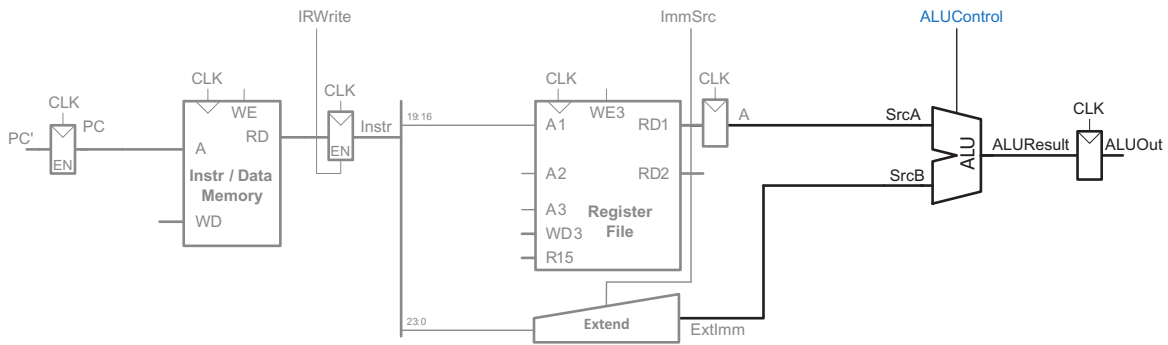 IRWrite
ImmSrc
ALUControl
CLK
CLK
CLK
CLK
CLK
CLK
PC'
PC
EN
WE
RD
A
Instr / Data
Memory
WD
EN
Instr
19:16
A1
WE3
RD1
A
A2
RD2
A3
Register
File
WD3
R15
SrcA
SrcB
ALU
ALUResult
ALUOut
23:0
Extend
ExtImm